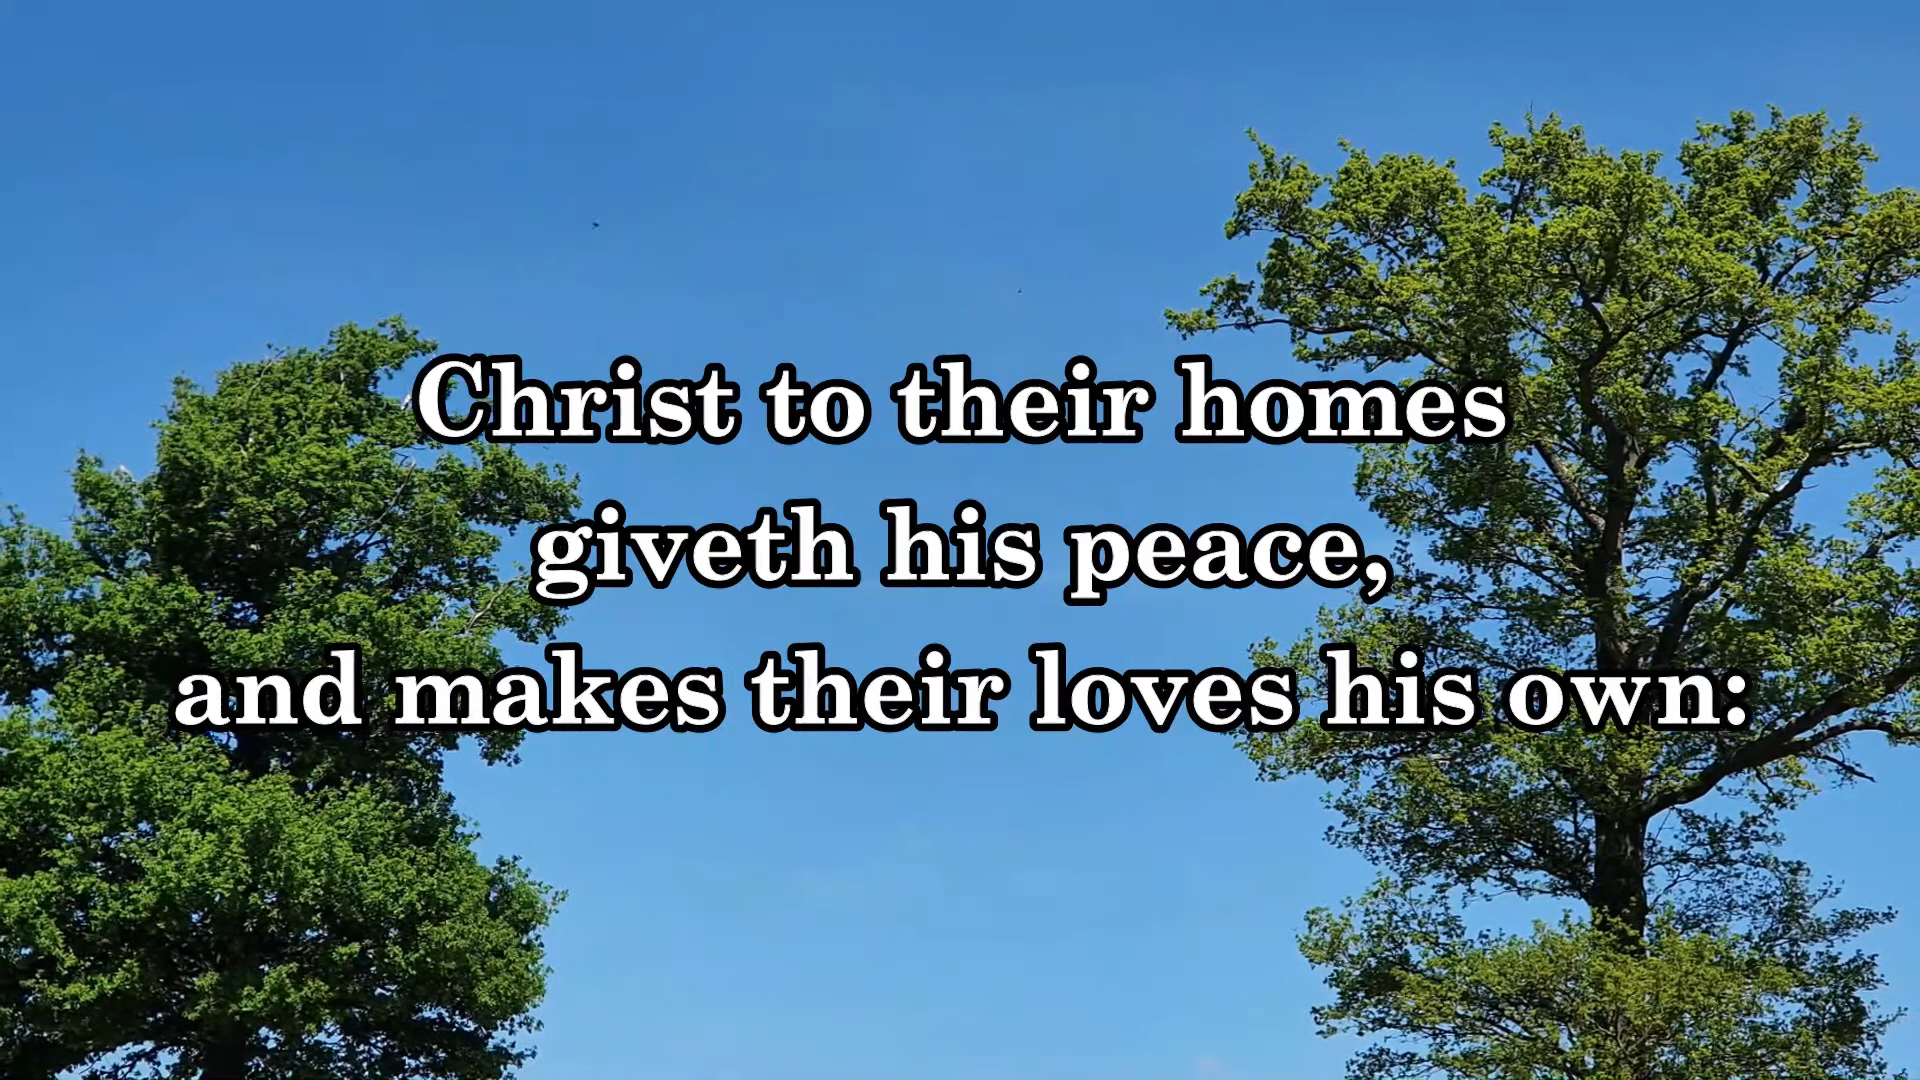 Christ to their homes
giveth his peace,
and makes their loves his own: